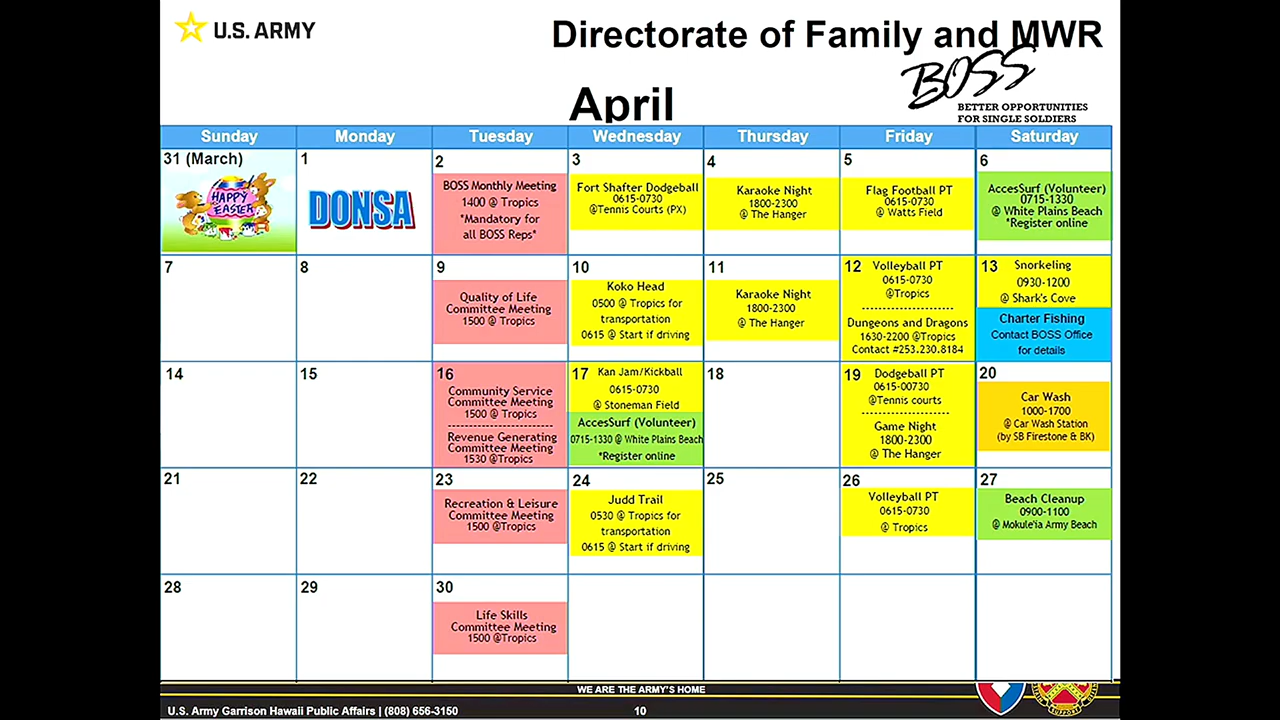 U.S. ARMY
Directorate of Family and MWR
BOSS
BETTER OPPORTUNITIES
FOR SINGLE SOLDIERS
April
Sunday
Monday
Tuesday
Wednesday
Thursday
Friday
Saturday
31 (March)
HAPPY
EASTER
1
DONSA
2
BOSS Monthly Meeting
1400 @ Tropics
*Mandatory for
all BOSS Reps*
3
Fort Shafter Dodgeball
0615-0730
@Tennis Courts (PX)
4
Karaoke Night
1800-2300
@ The Hanger
5
Flag Football PT
0615-0730
@ Watts Field
6
AccesSurf (Volunteer)
0715-1330
@ White Plains Beach
*Register online
7
8
9
Quality of Life
Committee Meeting
1500 @ Tropics
10
Koko Head
0500 @ Tropics for
transportation
0615 @ Start if driving
11
Karaoke Night
1800-2300
@ The Hanger
12
Volleyball PT
0615-0730
@Tropics
Dungeons and Dragons
1630-2200 @Tropics
Contact #253.230.8184
13
Snorkeling
0930-1200
@ Shark's Cove
Charter Fishing
Contact BOSS Office
for details
14
15
16
Community Service
Committee Meeting
1500 @ Tropics
Revenue Generating
Committee Meeting
1530 @Tropics
17
Kan Jam/Kickball
0615-0730
@ Stoneman Field
AccesSurf (Volunteer)
0715-1330 @ White Plains Beach
*Register online
18
19
Dodgeball PT
0615-00730
@Tennis courts
Game Night
1800-2300
@ The Hanger
20
Car Wash
1000-1700
@ Car Wash Station
(by SB Firestone & BK)
21
22
23
Recreation & Leisure
Committee Meeting
1500 @Tropics
24
Judd Trail
0530 @ Tropics for
transportation
0615 @ Start if driving
25
26
Volleyball PT
0615-0730
@ Tropics
27
Beach Cleanup
0900-1100
@ Mokule'ia Army Beach
28
29
30
Life Skills
Committee Meeting
1500 @Tropics
WE ARE THE ARMY'S HOME
U.S. Army Garrison Hawaii Public Affairs | (808) 656-3150
10